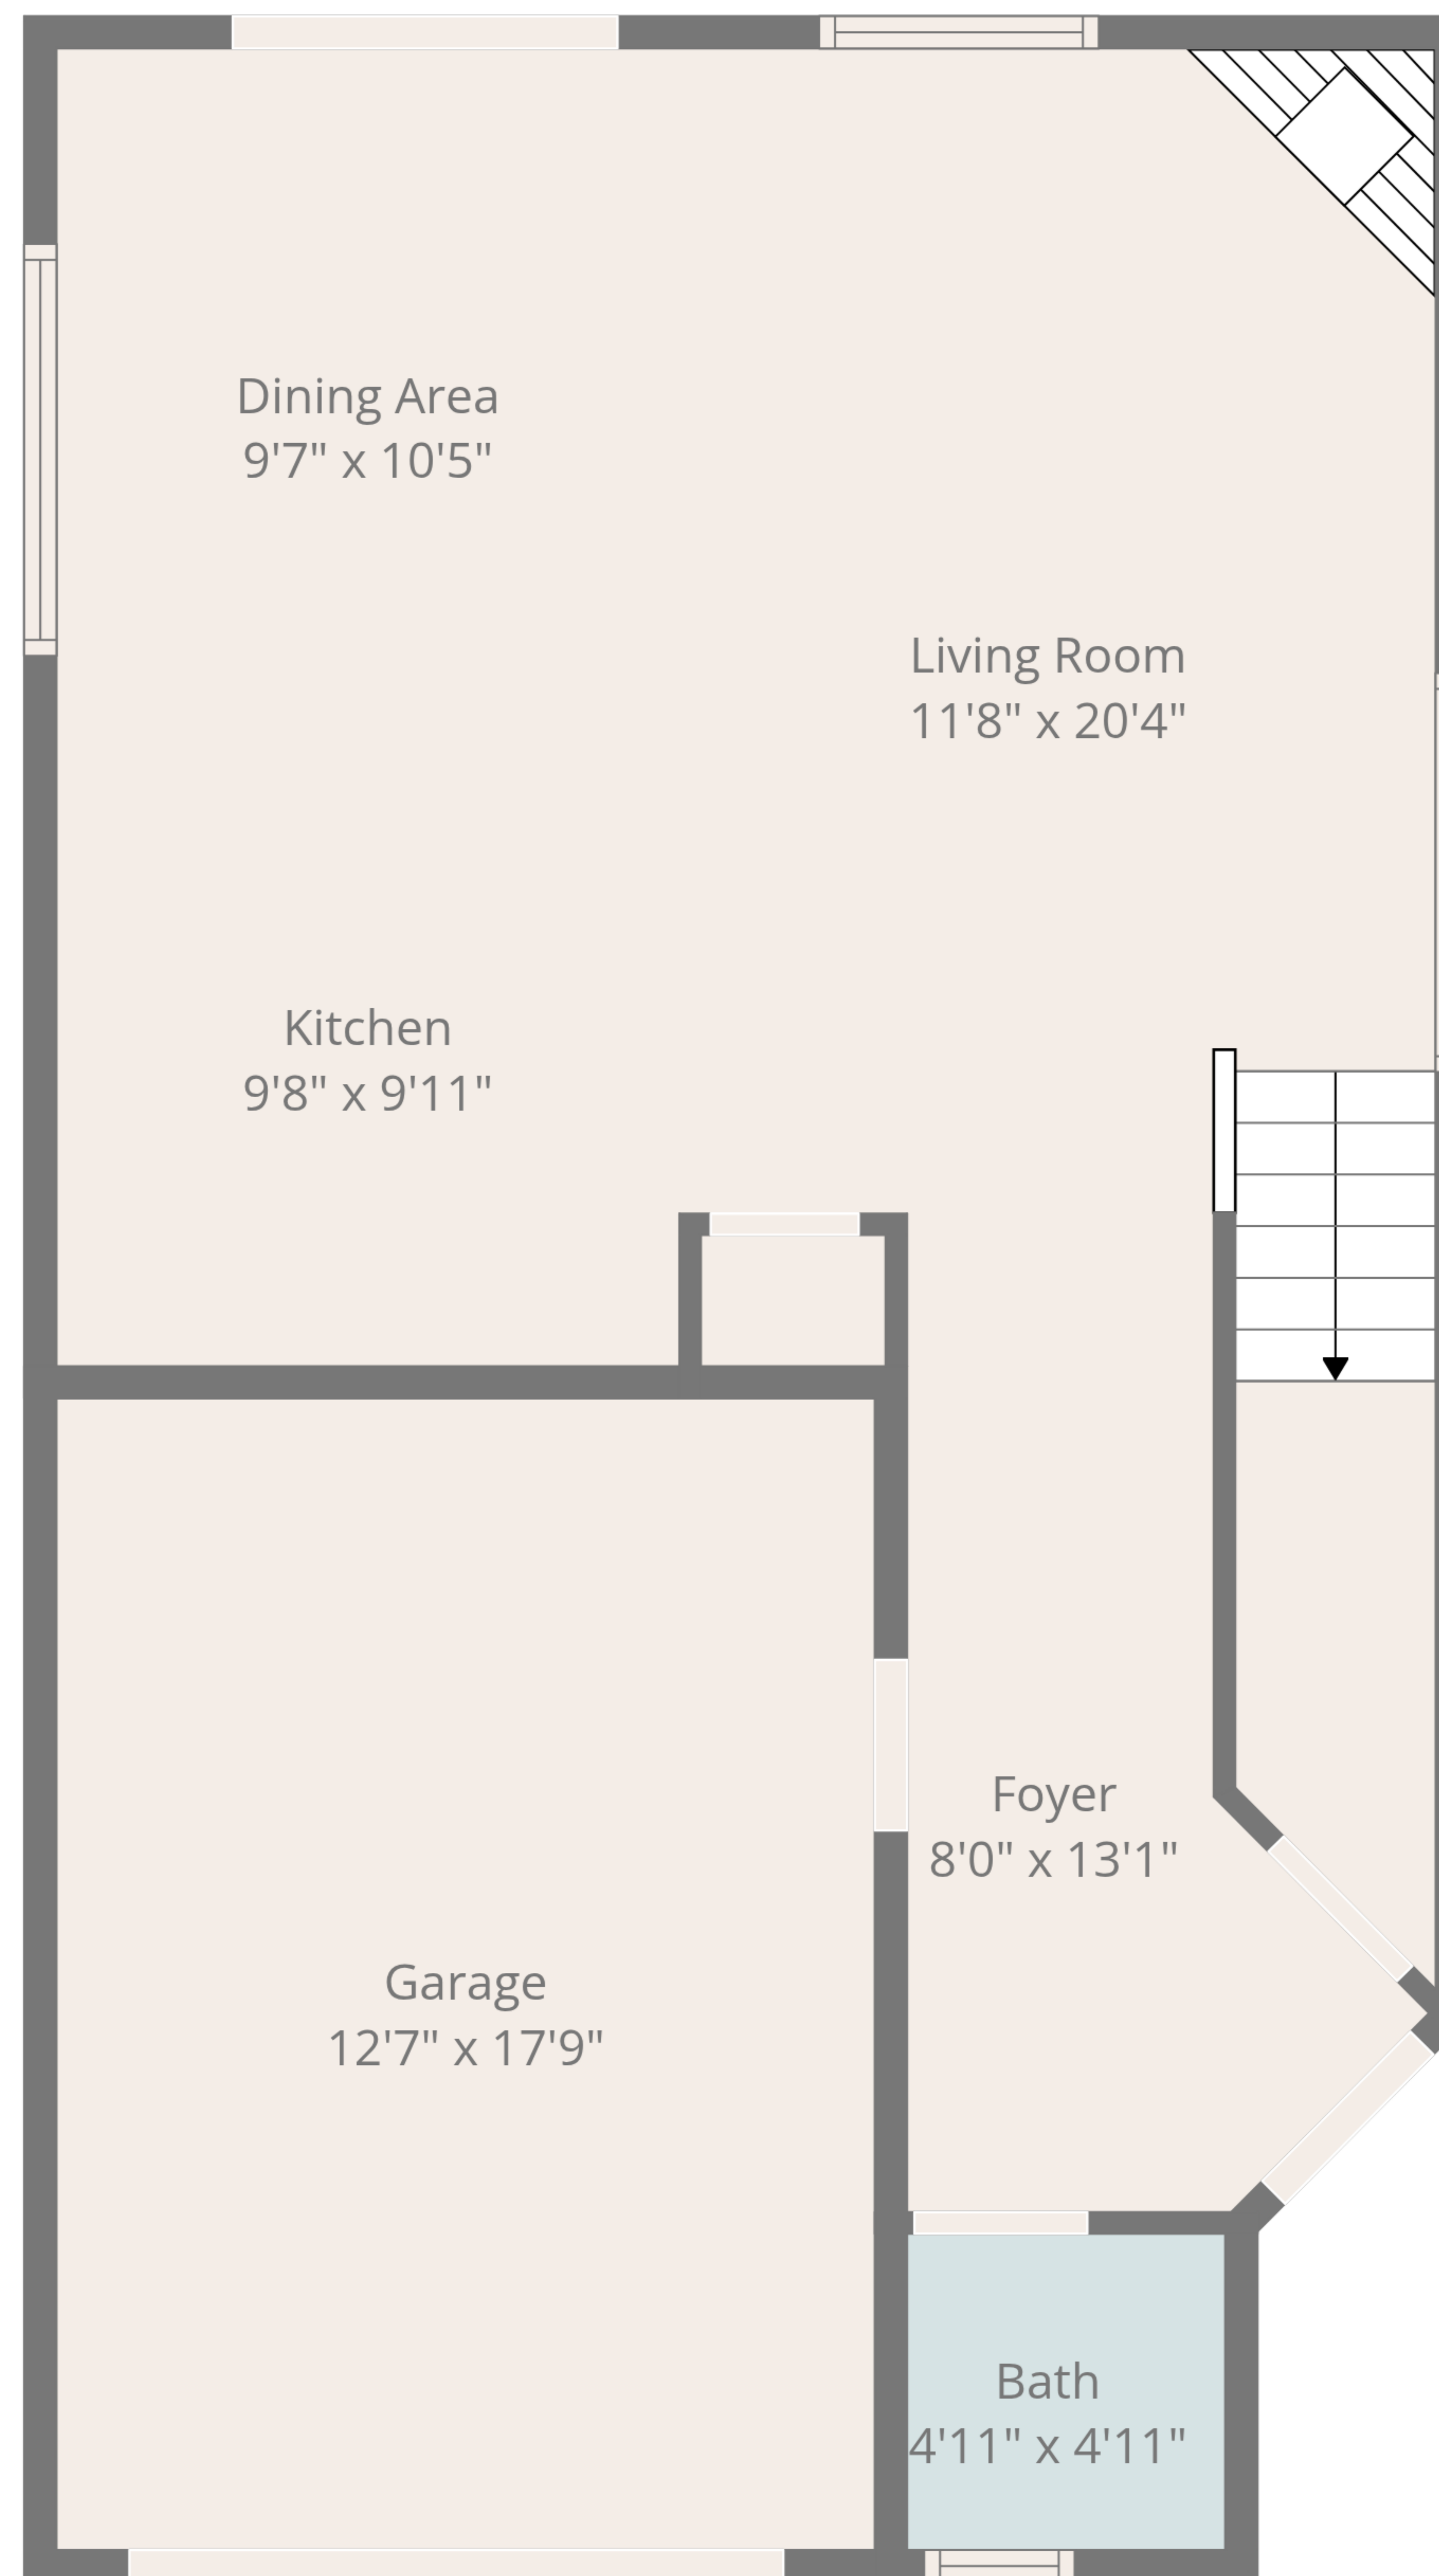 Dining Area
9'7" x 10'5"
Living Room
11'8" x 20'4"
Kitchen
9'8" x 9'11"
Foyer
8'0" x 13'1"
Garage
12'7" x 17'9"
Bath
4'11" x 4'11"